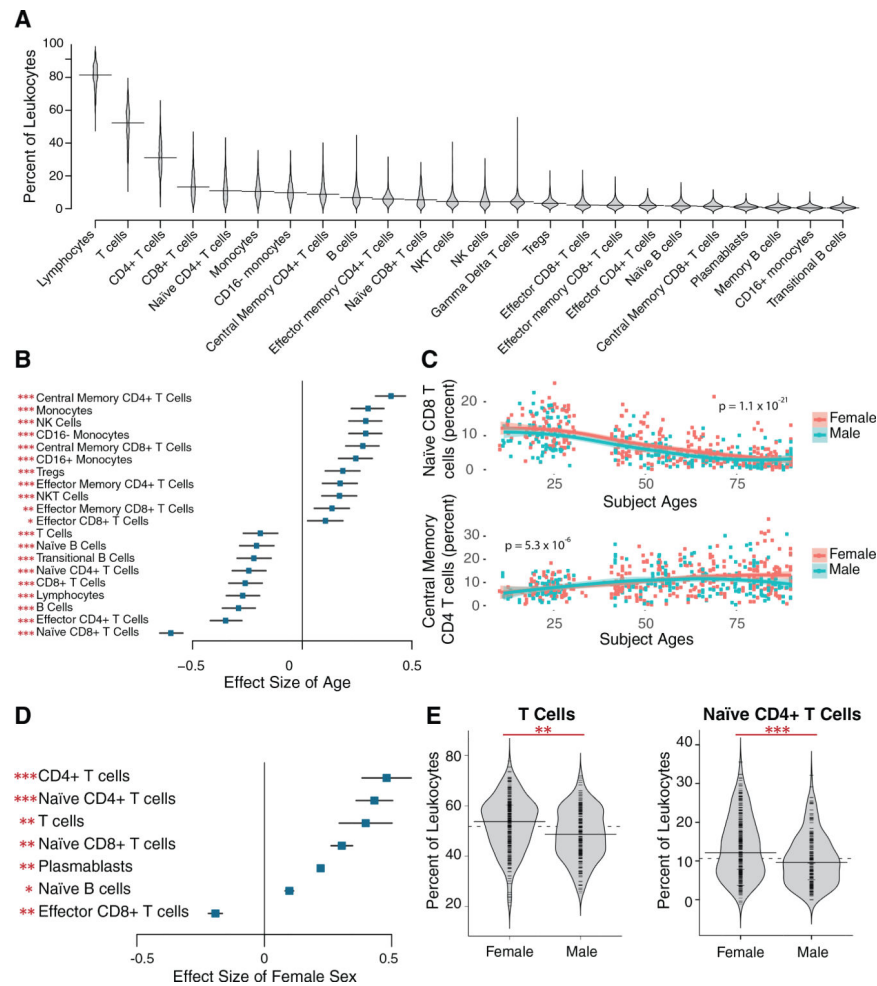 A
Percent of Leukocytes
100
80
60
40
20
0
Lymphocytes
T cells
CD4+ T cells
CD8+ T cells
Naïve CD4+ T cells
Monocytes
CD16- monocytes
Central Memory CD4+ T cells
B cells
Effector memory CD4+ T cells
Naïve CD8+ T cells
NKT cells
NK cells
Gamma Delta T cells
Tregs
Effector CD8+ T cells
Effector memory CD8+ T cells
Effector CD4+ T cells
Naïve B cells
Central Memory CD8+ T cells
Plasmablasts
Memory B cells
CD16+ monocytes
Transitional B cells
B
***Central Memory CD4+ T Cells
***Monocytes
***NK Cells
***CD16- Monocytes
***Central Memory CD8+ T Cells
***CD16+ Monocytes
***Tregs
***Effector Memory CD4+ T Cells
***NKT Cells
**Effector Memory CD8+ T Cells
*Effector CD8+ T Cells
***T Cells
***Naïve B Cells
***Transitional B Cells
***Naïve CD4+ T Cells
***CD8+ T Cells
***Lymphocytes
***B Cells
***Effector CD4+ T Cells
***Naïve CD8+ T Cells
−0.5 0 0.5
Effect Size of Age
C
Naïve CD8 T
cells (percent)
20
10
0
p = 1.1 x 10-21
Female
Male
25 50 75
Subject Ages
Central Memory
CD4 T cells (percent)
30
20
10
0
p = 5.3 x 10-6
Female
Male
25 50 75
Subject Ages
D
***CD4+ T cells
***Naïve CD4+ T cells
**T cells
**Naïve CD8+ T cells
**Plasmablasts
*Naïve B cells
**Effector CD8+ T cells
-0.5 0 0.5
Effect Size of Female Sex
E
T Cells
**
Percent of Leukocytes
80
60
40
20
Female Male
Naïve CD4+ T Cells
***
Percent of Leukocytes
40
30
20
10
0
Female Male